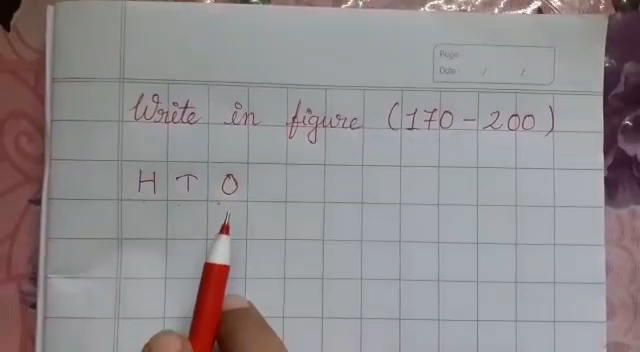 Page:
Date: / /
Write in figure (170-200)
H T O